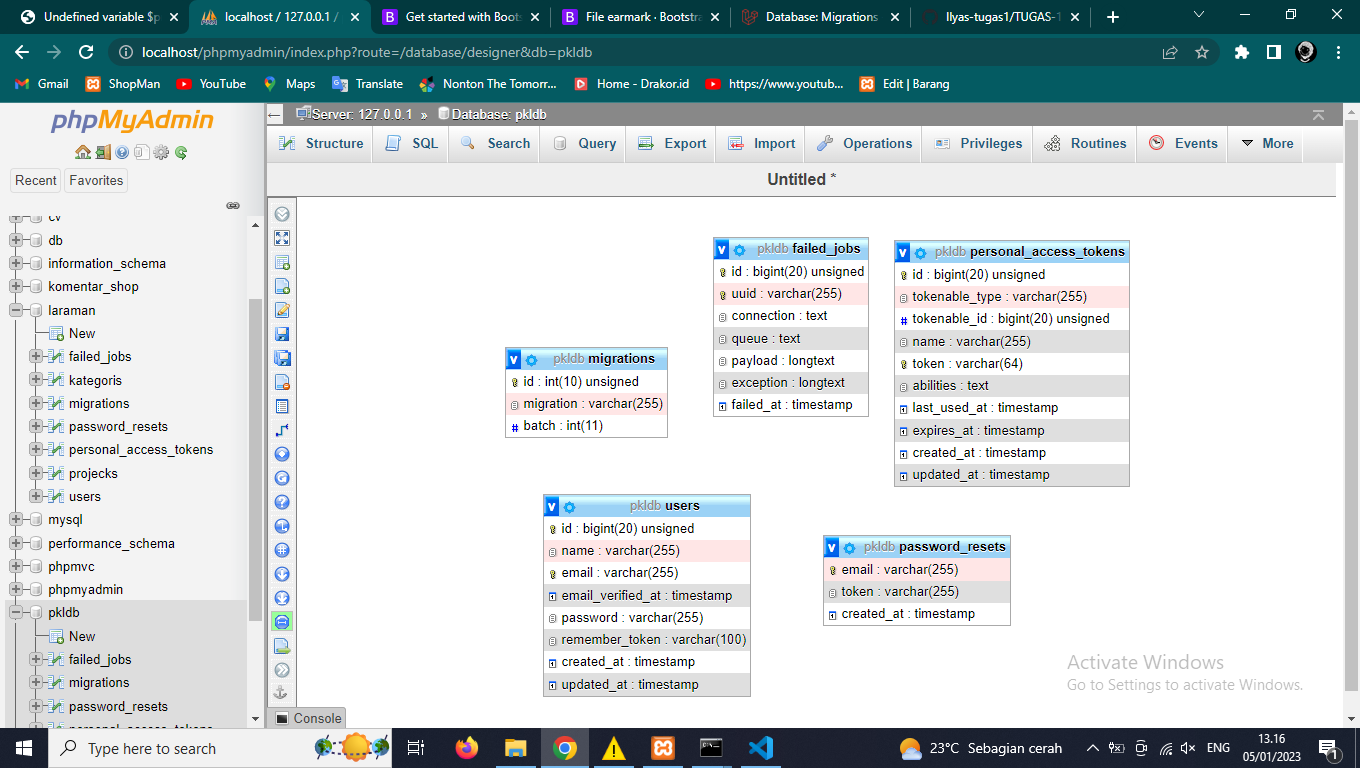 Undefined variable $p
localhost / 127.0.0.1 /
Get started with Boots
File earmark · Bootstra
Database: Migrations
Ilyas-tugas1/TUGAS-1
localhost/phpmyadmin/index.php?route=/database/designer&db=pkldb
Gmail
ShopMan
YouTube
Maps
Translate
Nonton The Tomorr...
Home - Drakor.id
https://www.youtub...
Edit | Barang
phpMyAdmin
Recent
Favorites
cv
db
information_schema
komentar_shop
laraman
New
failed_jobs
kategoris
migrations
password_resets
personal_access_tokens
projecks
users
mysql
performance_schema
phpmvc
phpmyadmin
pkldb
New
failed_jobs
migrations
password_resets
personal_access_tokens
Server: 127.0.0.1 » Database: pkldb
Structure
SQL
Search
Query
Export
Import
Operations
Privileges
Routines
Events
More
Untitled *
pkldb migrations
id : int(10) unsigned
migration : varchar(255)
batch : int(11)
pkldb failed_jobs
id : bigint(20) unsigned
uuid : varchar(255)
connection : text
queue : text
payload : longtext
exception : longtext
failed_at : timestamp
pkldb personal_access_tokens
id : bigint(20) unsigned
tokenable_type : varchar(255)
tokenable_id : bigint(20) unsigned
name : varchar(255)
token : varchar(64)
abilities : text
last_used_at : timestamp
expires_at : timestamp
created_at : timestamp
updated_at : timestamp
pkldb users
id : bigint(20) unsigned
name : varchar(255)
email : varchar(255)
email_verified_at : timestamp
password : varchar(255)
remember_token : varchar(100)
created_at : timestamp
updated_at : timestamp
pkldb password_resets
email : varchar(255)
token : varchar(255)
created_at : timestamp
Activate Windows
Go to Settings to activate Windows.
Console
Type here to search
23°C Sebagian cerah
ENG
13.16
05/01/2023
1